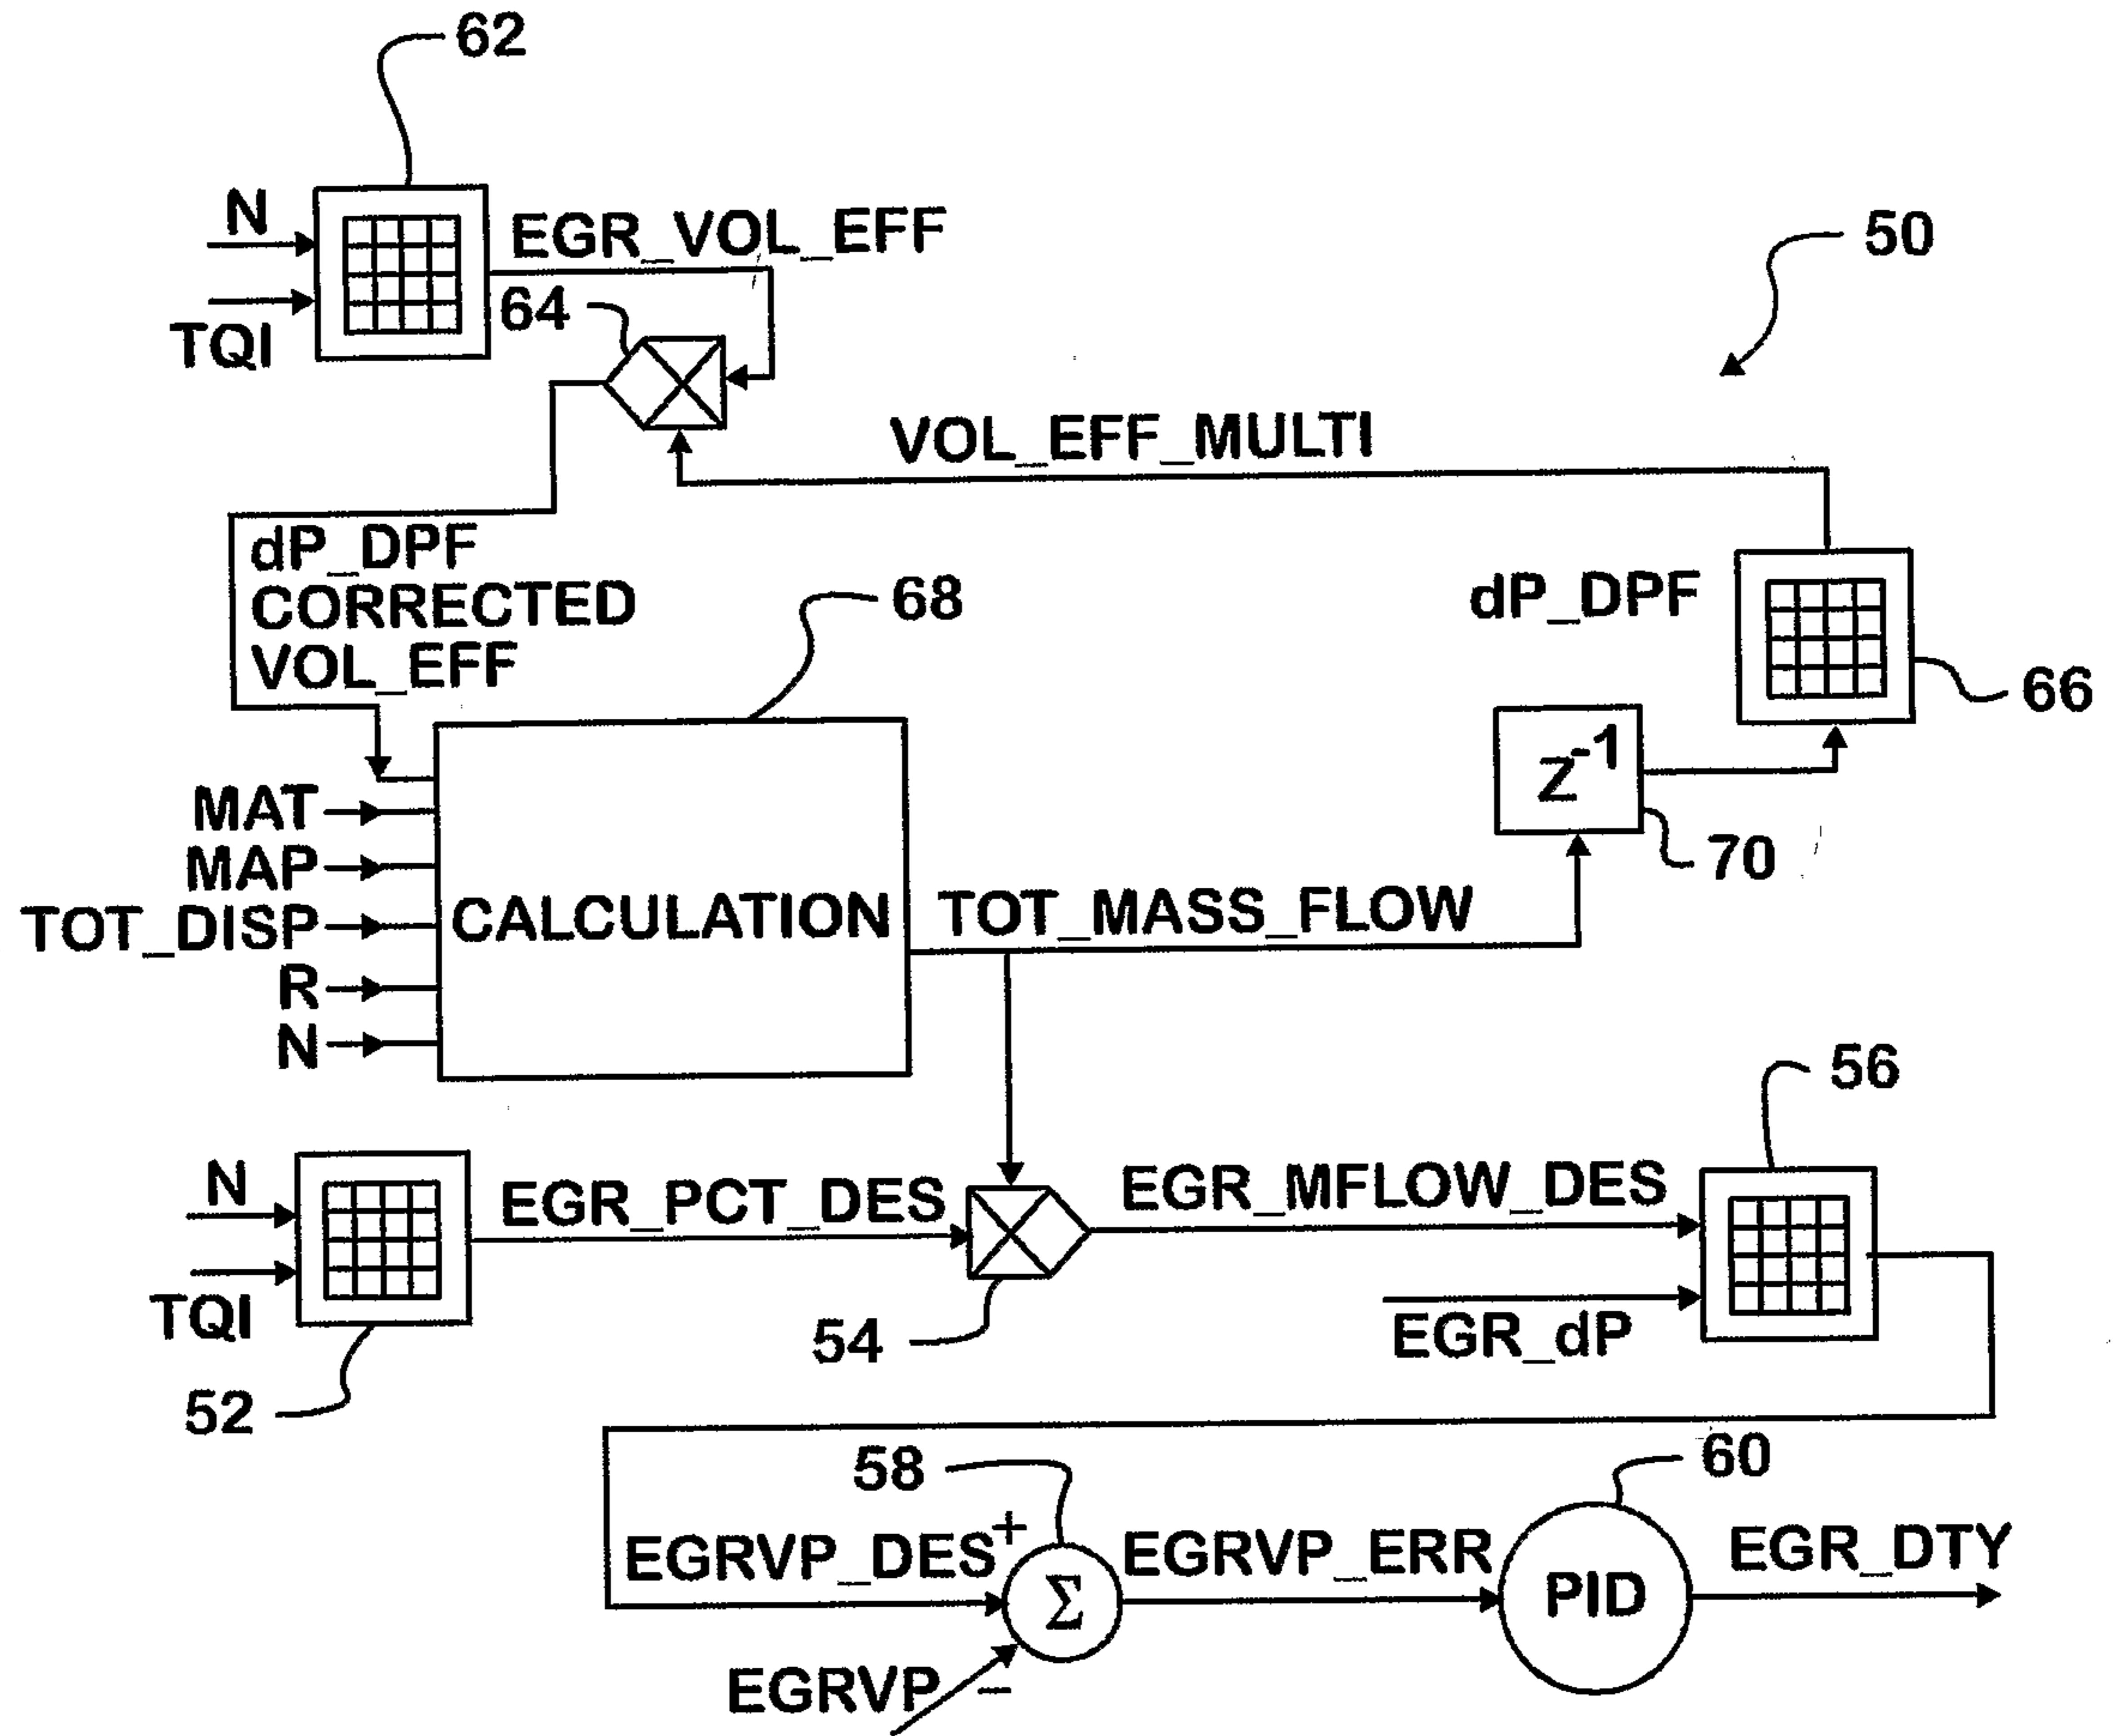 62
N
EGR_VOL_EFF
50
64
TQI
VOL_EFF_MULTI
dP_DPF
CORRECTED
VOL_EFF
68
dP_DPF
66
Z-1
70
MAT
MAP
TOT_DISP
R
N
CALCULATION
TOT_MASS_FLOW
56
N
EGR_PCT_DES
EGR_MFLOW_DES
TQI
54
EGR_dP
52
58
60
EGRVP_DES
+
Σ
EGRVP_ERR
PID
EGR_DTY
EGRVP
−